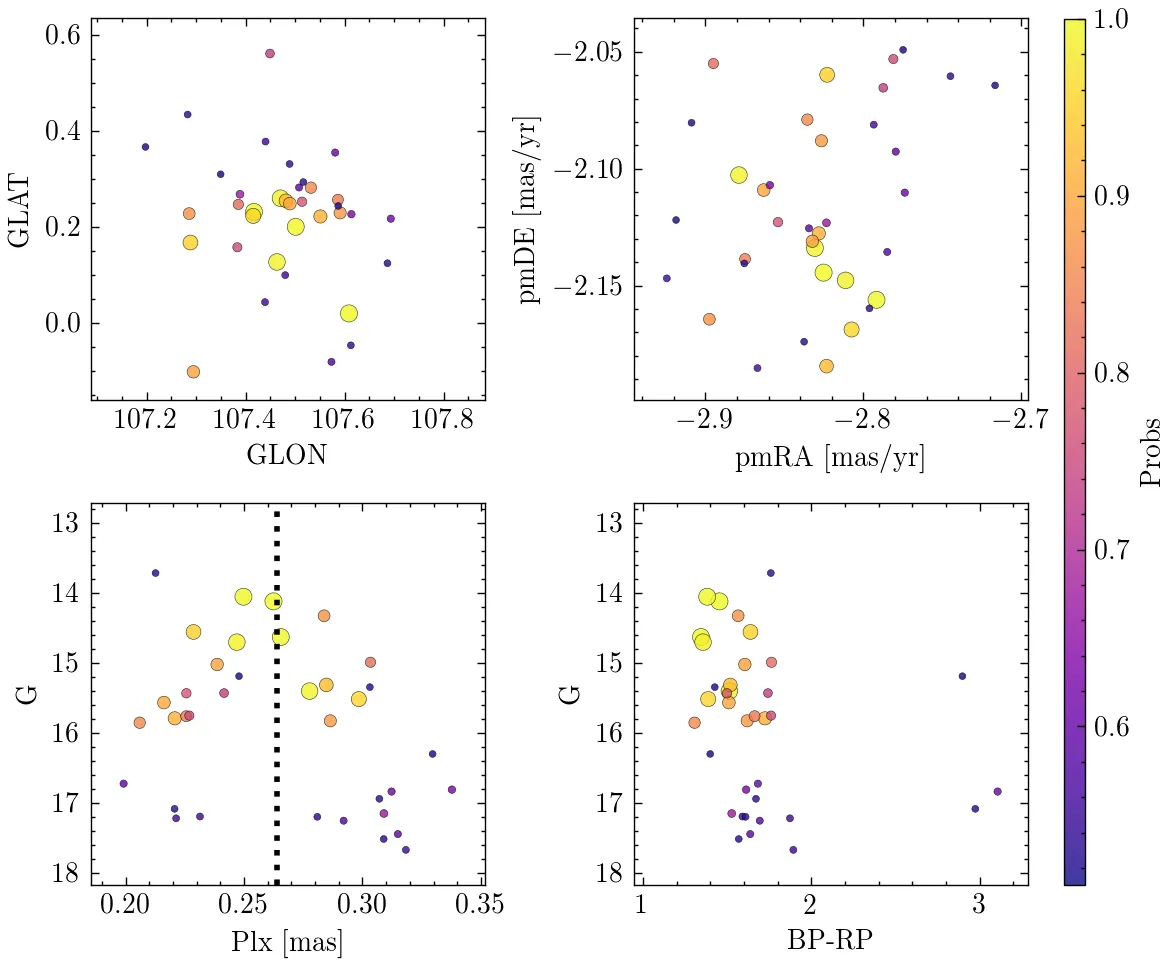 0.6
0.4
0.2
0.0
GLAT
107.2 107.4 107.6 107.8
GLON
−2.05
−2.10
−2.15
pmDE [mas/yr]
−2.9 −2.8 −2.7
pmRA [mas/yr]
13
14
15
16
17
18
G
0.20 0.25 0.30 0.35
Plx [mas]
13
14
15
16
17
18
G
1 2 3
BP-RP
1.0
0.9
0.8
0.7
0.6
Probs